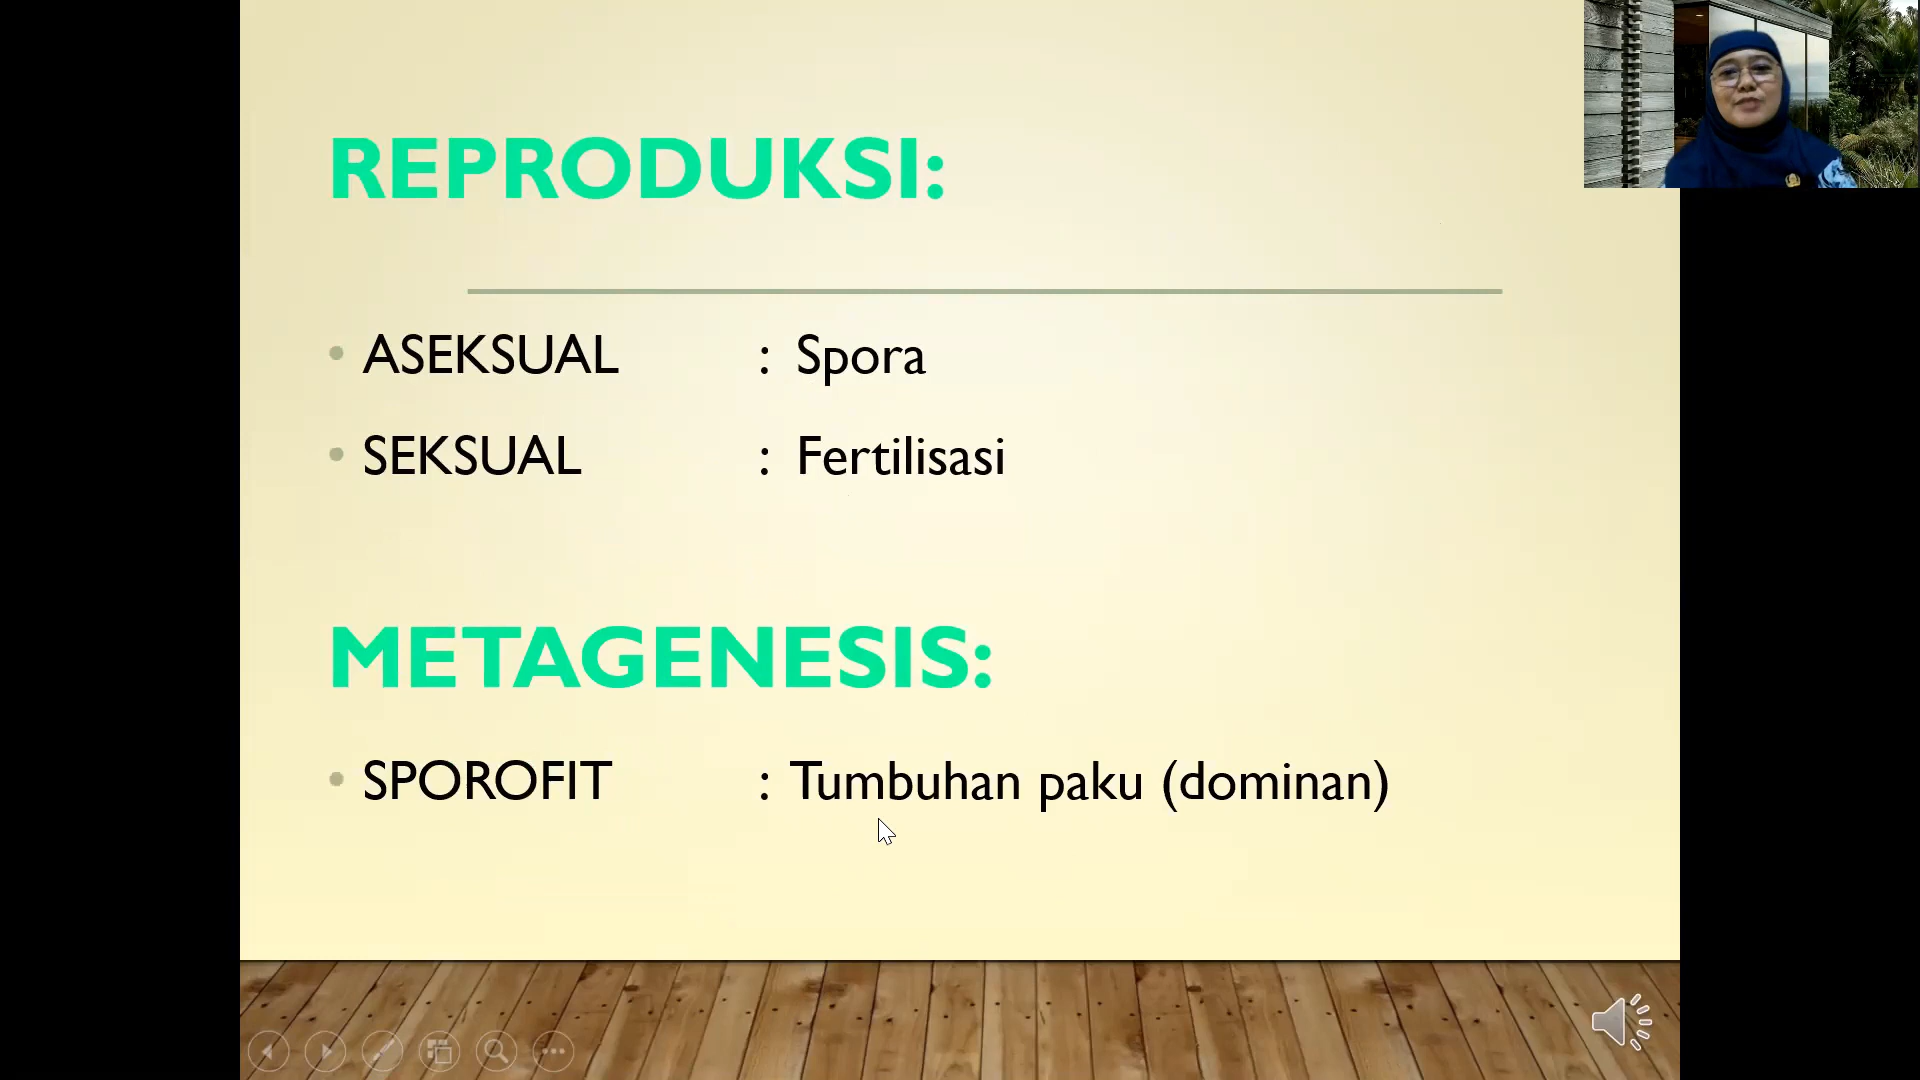 REPRODUKSI:
• ASEKSUAL : Spora
• SEKSUAL : Fertilisasi
METAGENESIS:
• SPOROFIT : Tumbuhan paku (dominan)